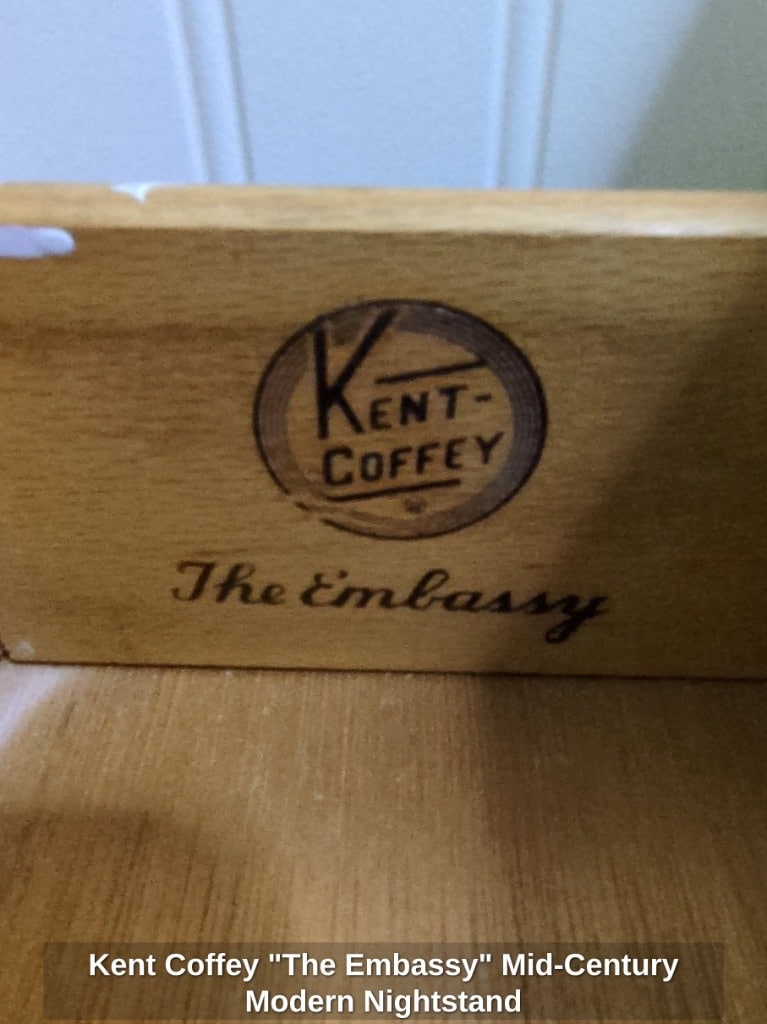 KENT-
COFFEY
The Embassy
Kent Coffey "The Embassy" Mid-Century
Modern Nightstand